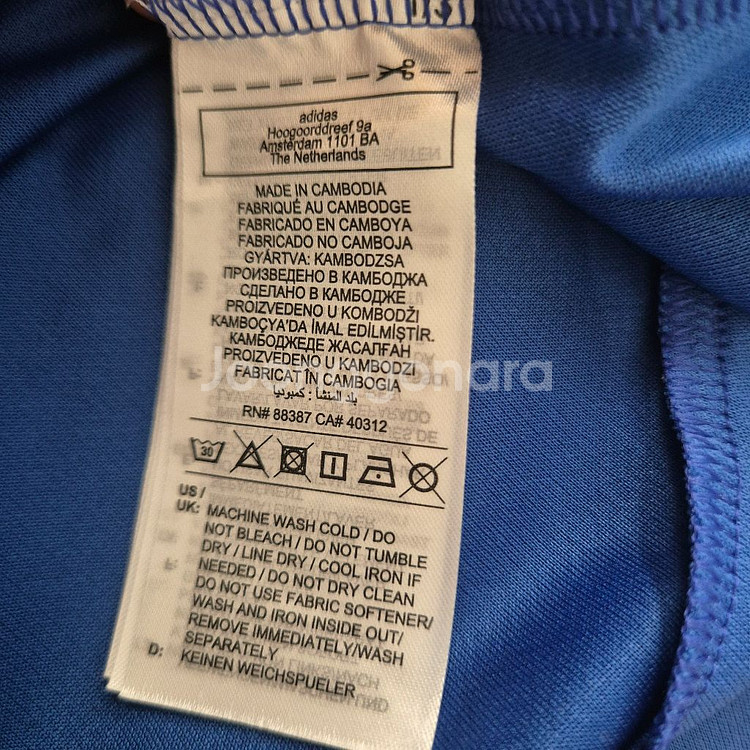 adidas
Hoogoorddreef 9a
Amsterdam 1101 BA
The Netherlands
MADE IN CAMBODIA
FABRIQUÉ AU CAMBODGE
FABRICADO EN CAMBOYA
FABRICADO NO CAMBOJA
GYÁRTVA: KAMBODZSA
ПРОИЗВЕДЕНО В КАМБОДЖА
СДЕЛАНО В КАМБОДЖЕ
PROIZVEDENO U KOMBODŽI
KAMBOÇYA'DA İMAL EDİLMİŞTİR.
КАМБОДЖЕДЕ ЖАСАЛҒАН
PROIZVEDENO U KAMBODZI
FABRICAT ÎN CAMBOGIA
بلد المنشأ : كمبوديا
RN# 88387 CA# 40312
30
US /
UK: MACHINE WASH COLD / DO
NOT BLEACH / DO NOT TUMBLE
DRY / LINE DRY / COOL IRON IF
NEEDED / DO NOT DRY CLEAN
DO NOT USE FABRIC SOFTENER/
WASH AND IRON INSIDE OUT/
REMOVE IMMEDIATELY/WASH
SEPARATELY
D: KEINEN WEICHSPUELER